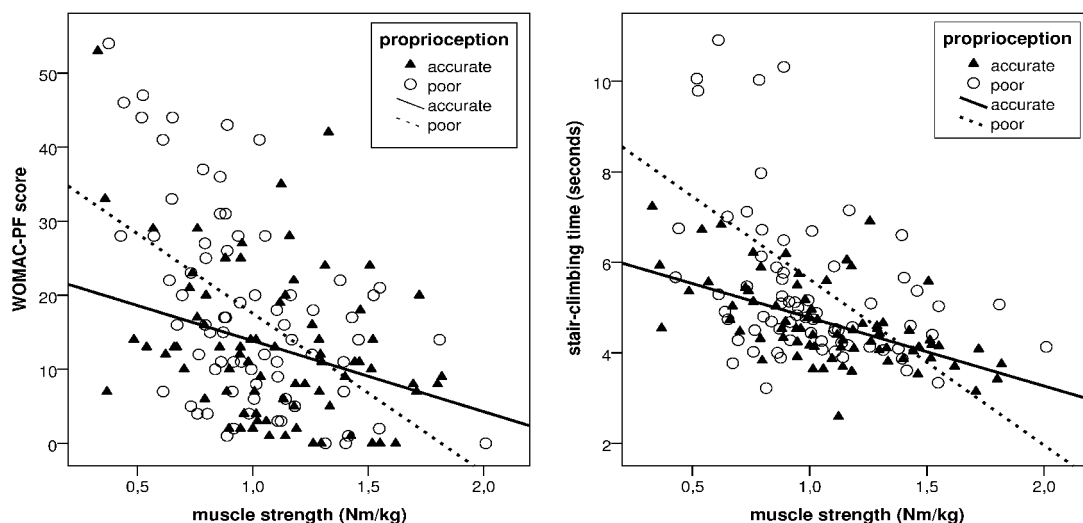 proprioception
accurate
poor
accurate
poor
WOMAC-PF score
50
40
30
20
10
0
0,5
1,0
1,5
2,0
muscle strength (Nm/kg)
proprioception
accurate
poor
accurate
poor
stair-climbing time (seconds)
10
8
6
4
2
0,5
1,0
1,5
2,0
muscle strength (Nm/kg)